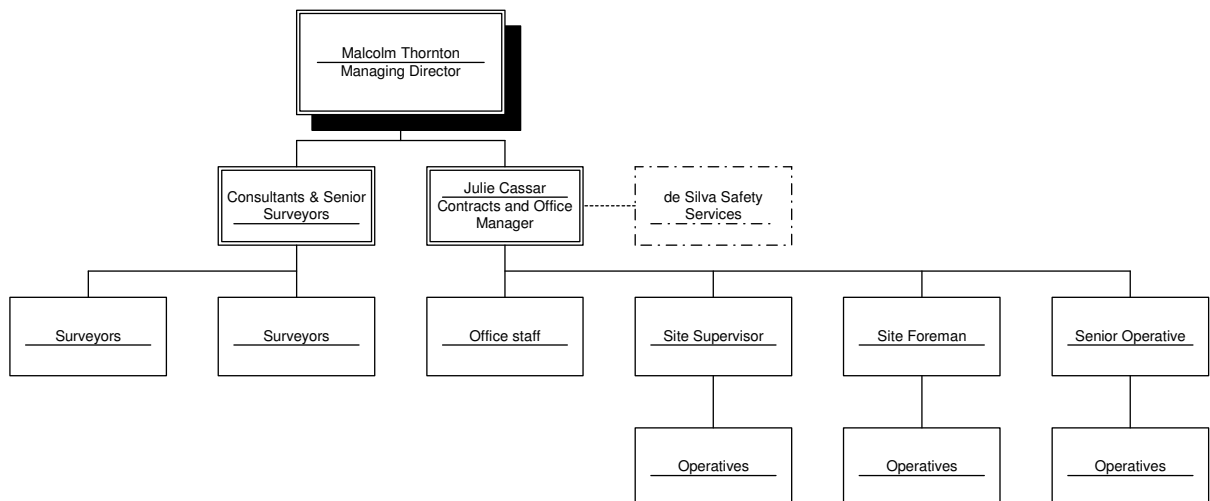 Malcolm Thornton
Managing Director
Consultants & Senior
Surveyors
Julie Cassar
Contracts and Office
Manager
de Silva Safety
Services
Surveyors
Surveyors
Office staff
Site Supervisor
Site Foreman
Senior Operative
Operatives
Operatives
Operatives